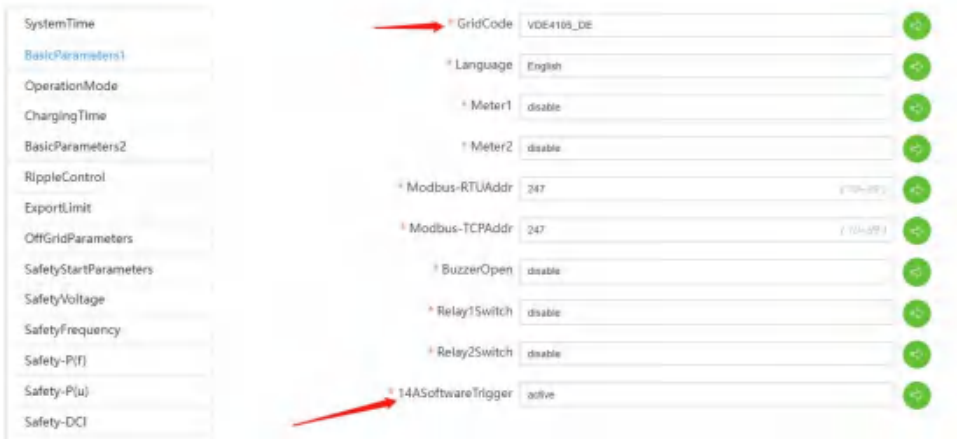 SystemTime
BasicParameters1
OperationMode
ChargingTime
BasicParameters2
RippleControl
ExportLimit
OffGridParameters
SafetyStartParameters
SafetyVoltage
SafetyFrequency
Safety-P(f)
Safety-P(u)
Safety-DCI
* GridCode VDE4105_DE
* Language English
* Meter1 disable
* Meter2 disable
* Modbus-RTUAddr 247
* Modbus-TCPAddr 247
* BuzzerOpen disable
* Relay1Switch disable
* Relay2Switch disable
* 14ASoftwareTrigger active